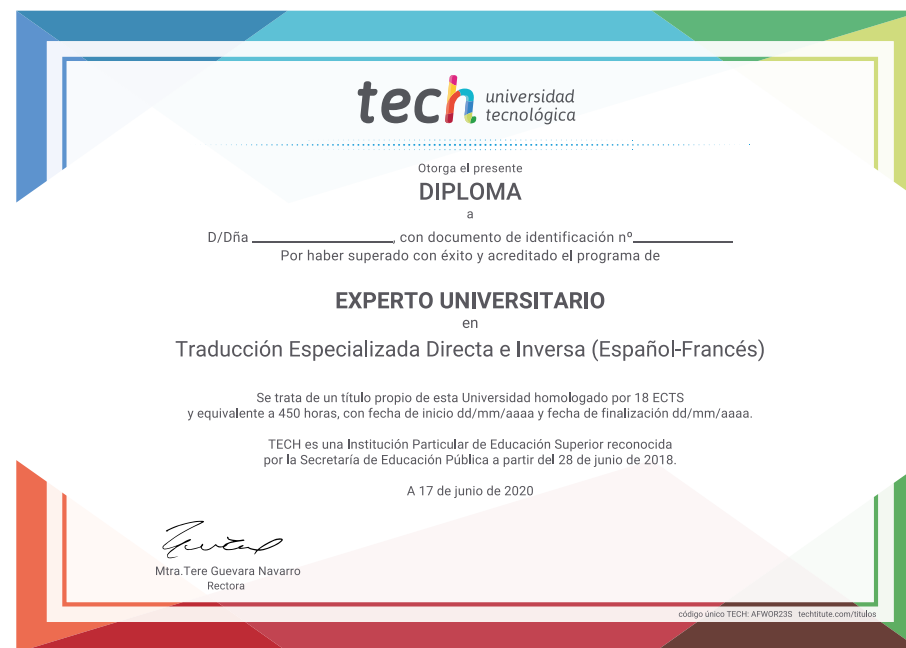 tech universidad
tecnológica
Otorga el presente
DIPLOMA
a
D/Dña ______________, con documento de identificación nº____________
Por haber superado con éxito y acreditado el programa de
EXPERTO UNIVERSITARIO
en
Traducción Especializada Directa e Inversa (Español-Francés)
Se trata de un título propio de esta Universidad homologado por 18 ECTS
y equivalente a 450 horas, con fecha de inicio dd/mm/aaaa y fecha de finalización dd/mm/aaaa.
TECH es una Institución Particular de Educación Superior reconocida
por la Secretaría de Educación Pública a partir del 28 de junio de 2018.
A 17 de junio de 2020
Mtra.Tere Guevara Navarro
Rectora
código único TECH: AFWOR23S techtitute.com/titulos